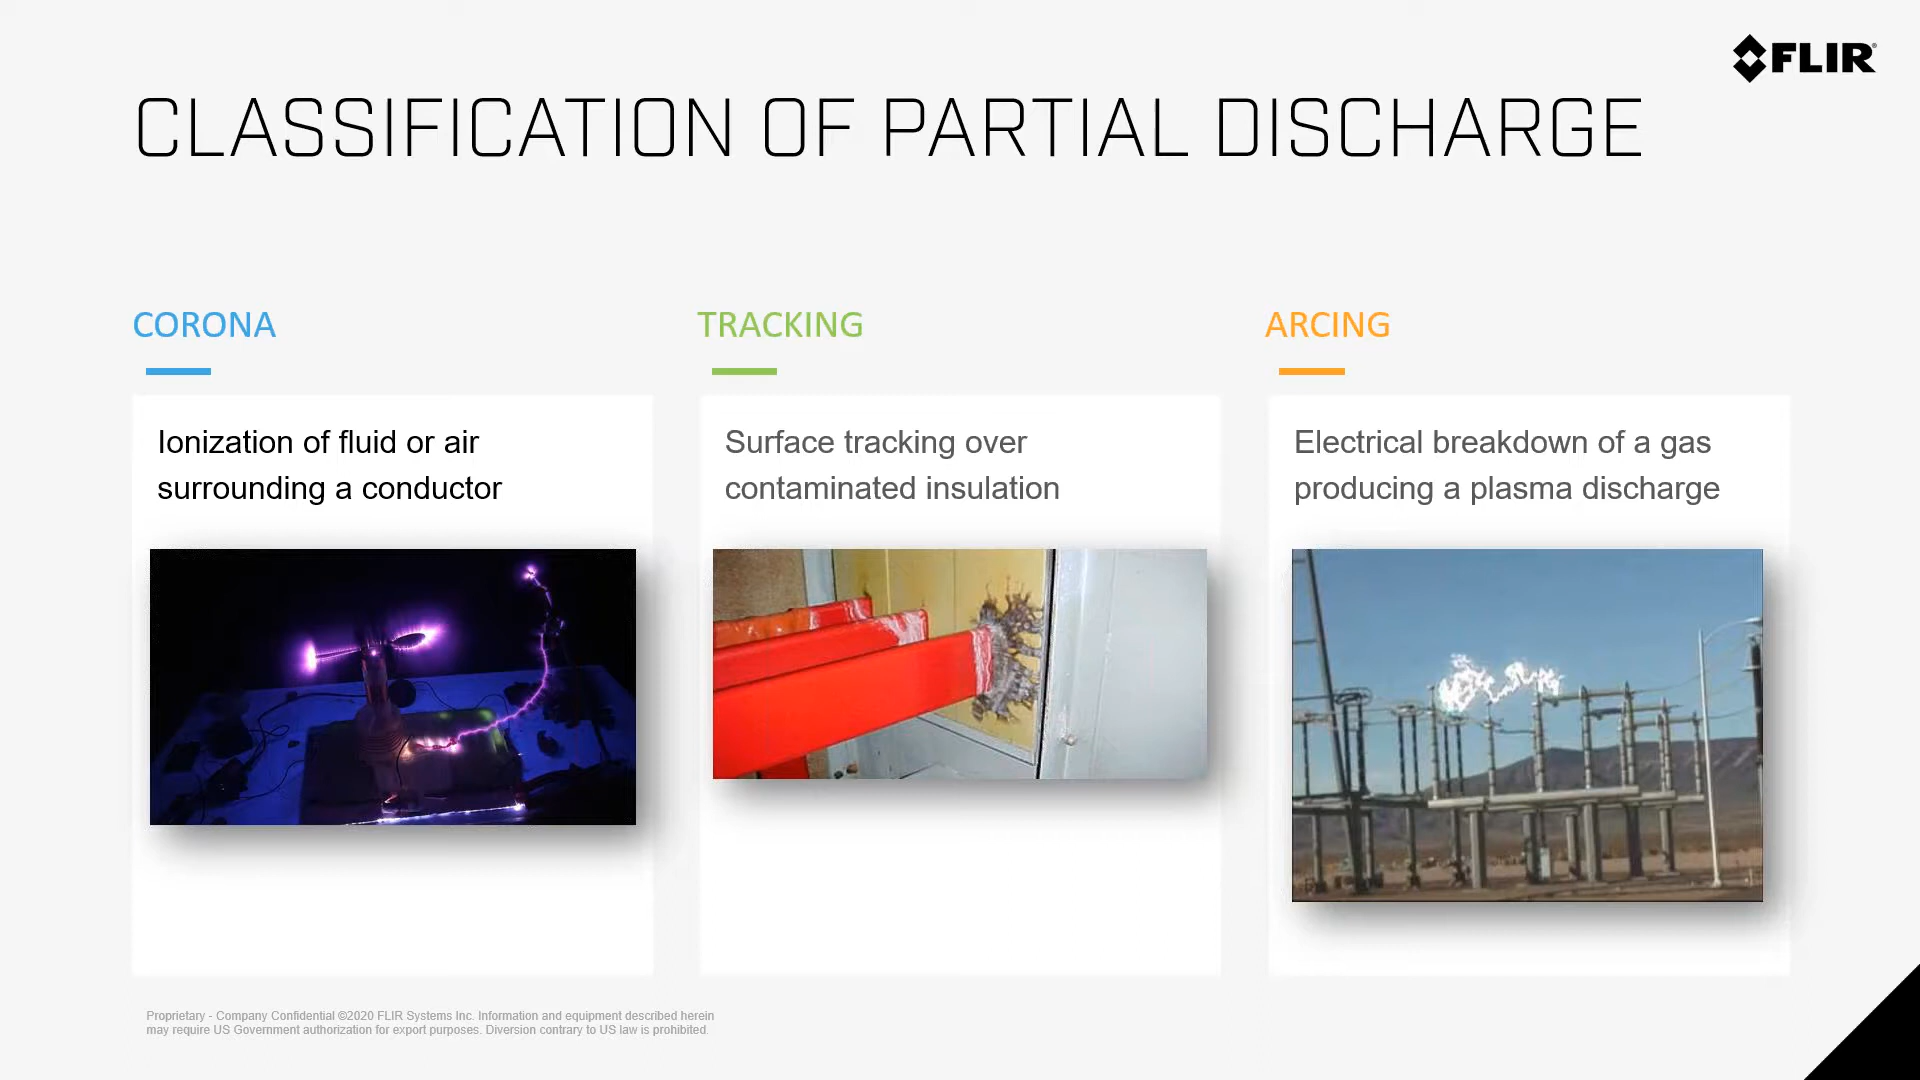 FLIR
CLASSIFICATION OF PARTIAL DISCHARGE
CORONA
Ionization of fluid or air
surrounding a conductor
TRACKING
Surface tracking over
contaminated insulation
ARCING
Electrical breakdown of a gas
producing a plasma discharge
Proprietary - Company Confidential ©2020 FLIR Systems Inc. Information and equipment described herein
may require US Government authorization for export purposes. Diversion contrary to US law is prohibited.